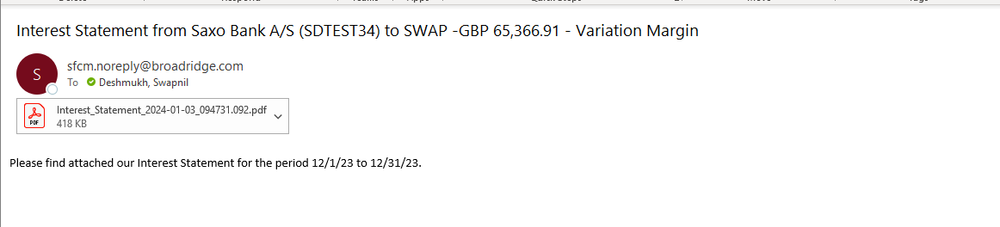 Interest Statement from Saxo Bank A/S (SDTEST34) to SWAP -GBP 65,366.91 - Variation Margin
S
sfcm.noreply@broadridge.com
To Deshmukh, Swapnil
PDF
Interest_Statement_2024-01-03_094731.092.pdf
418 KB
Please find attached our Interest Statement for the period 12/1/23 to 12/31/23.